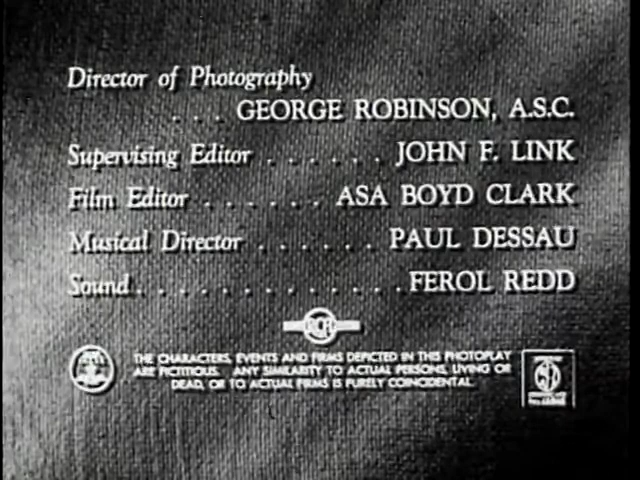 Director of Photography
. . . GEORGE ROBINSON, A.S.C.
Supervising Editor . . . . . . JOHN F. LINK
Film Editor . . . . . . ASA BOYD CLARK
Musical Director . . . . . . PAUL DESSAU
Sound . . . . . . . . . . . . . FEROL REDD
RCA
THE CHARACTERS, EVENTS AND FIRMS DEPICTED IN THIS PHOTOPLAY
ARE FICTITIOUS. ANY SIMILARITY TO ACTUAL PERSONS, LIVING OR
DEAD, OR TO ACTUAL FIRMS IS PURELY COINCIDENTAL.